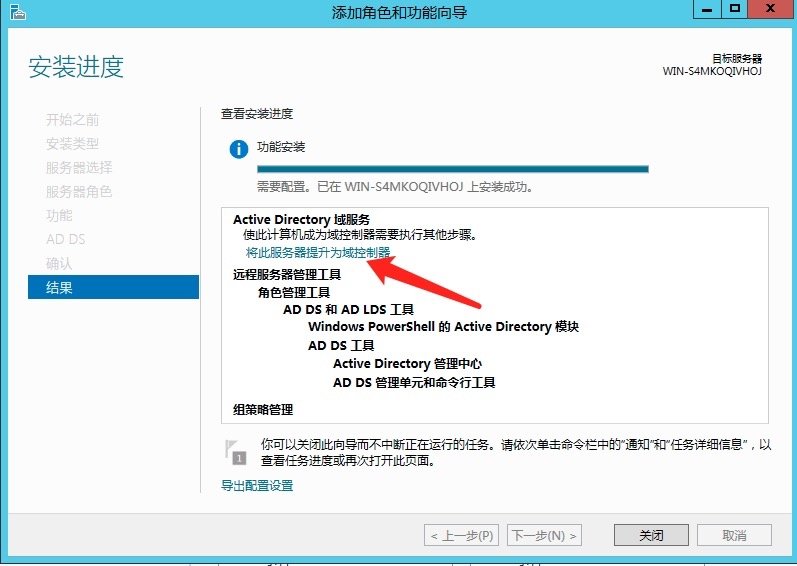 添加角色和功能向导
安装进度
目标服务器
WIN-S4MKOQIVHOJ
开始之前
安装类型
服务器选择
服务器角色
功能
AD DS
确认
结果
查看安装进度
功能安装
需要配置。已在 WIN-S4MKOQIVHOJ 上安装成功。
Active Directory 域服务
使此计算机成为域控制器需要执行其他步骤。
将此服务器提升为域控制器
远程服务器管理工具
角色管理工具
AD DS 和 AD LDS 工具
Windows PowerShell 的 Active Directory 模块
AD DS 工具
Active Directory 管理中心
AD DS 管理单元和命令行工具
组策略管理
1
你可以关闭此向导而不中断正在运行的任务。请依次单击命令栏中的“通知”和“任务详细信息”，以
查看任务进度或再次打开此页面。
导出配置设置
< 上一步(P)
下一步(N) >
关闭
取消